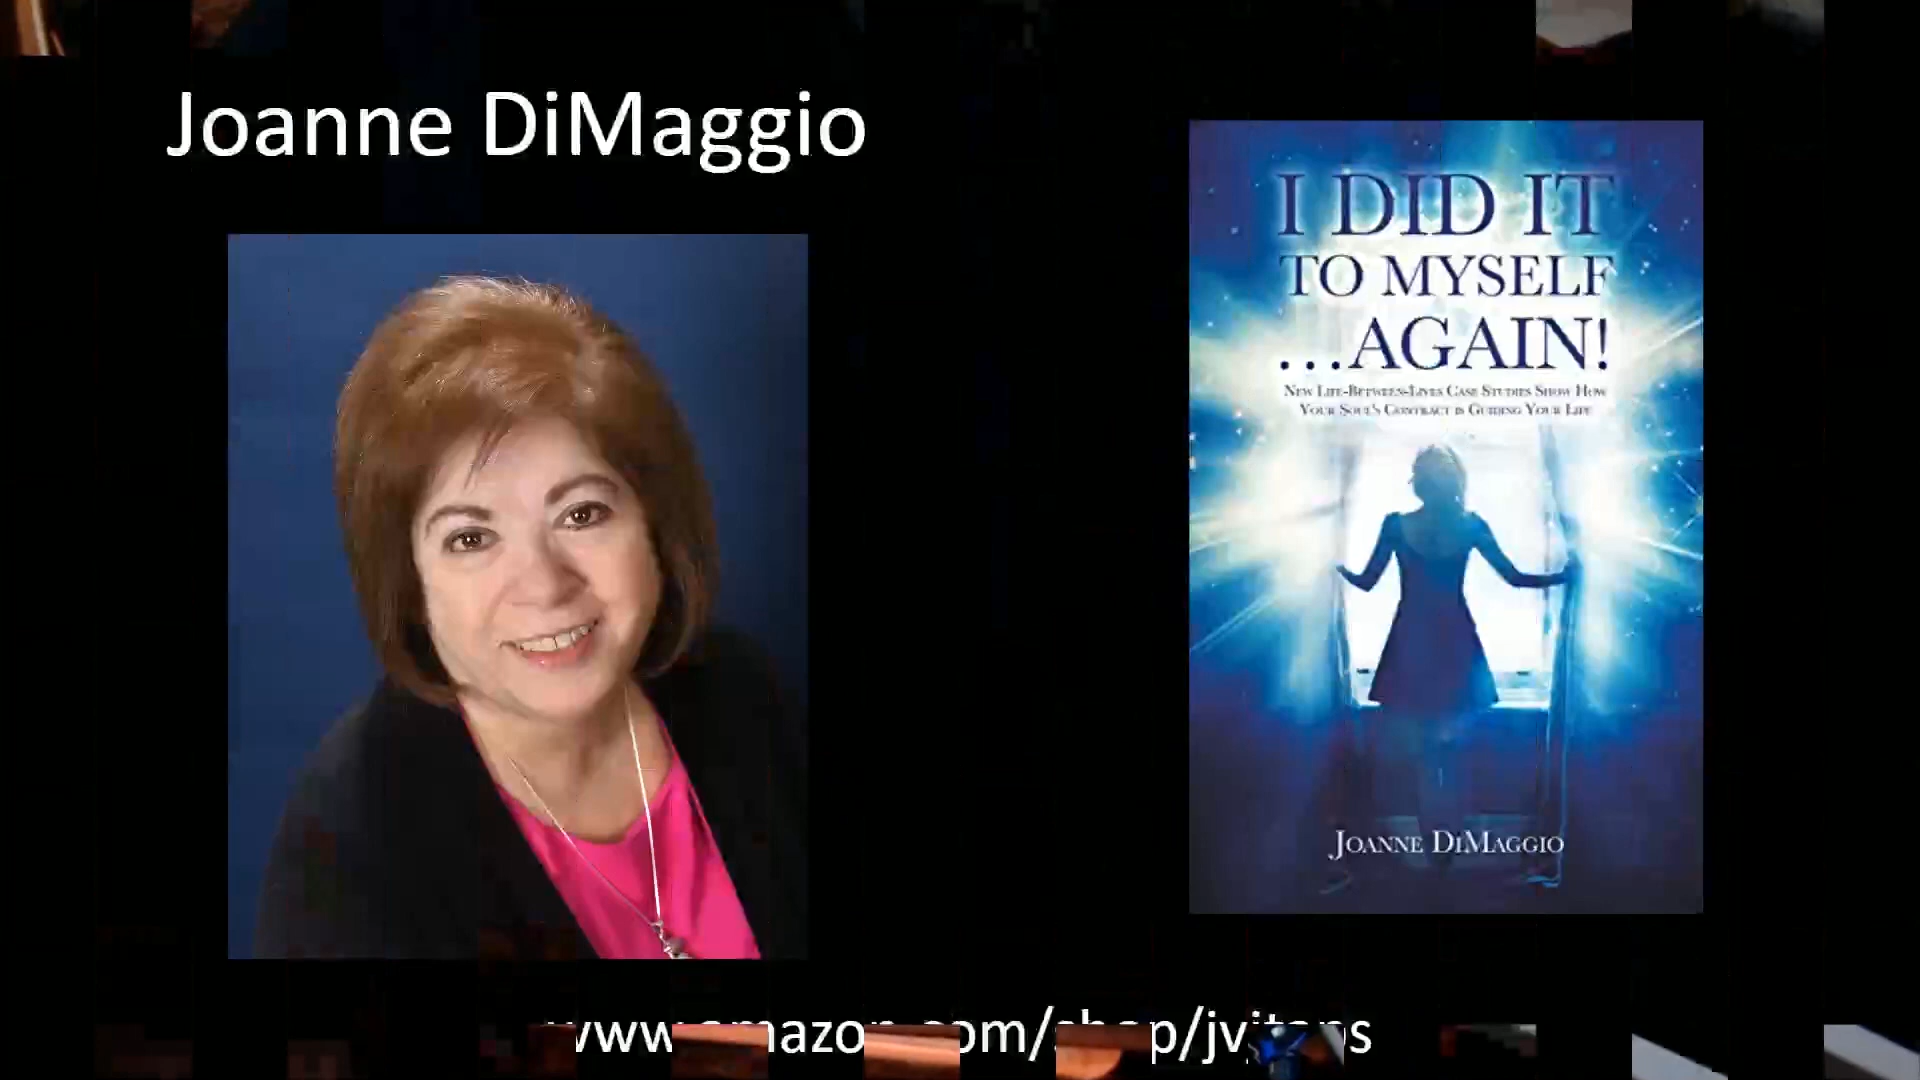 Joanne DiMaggio
I DID IT
TO MYSELF
...AGAIN!
New Life-Between-Lives Case Studies Show How
Your Soul's Contract is Guiding Your Life
Joanne DiMaggio